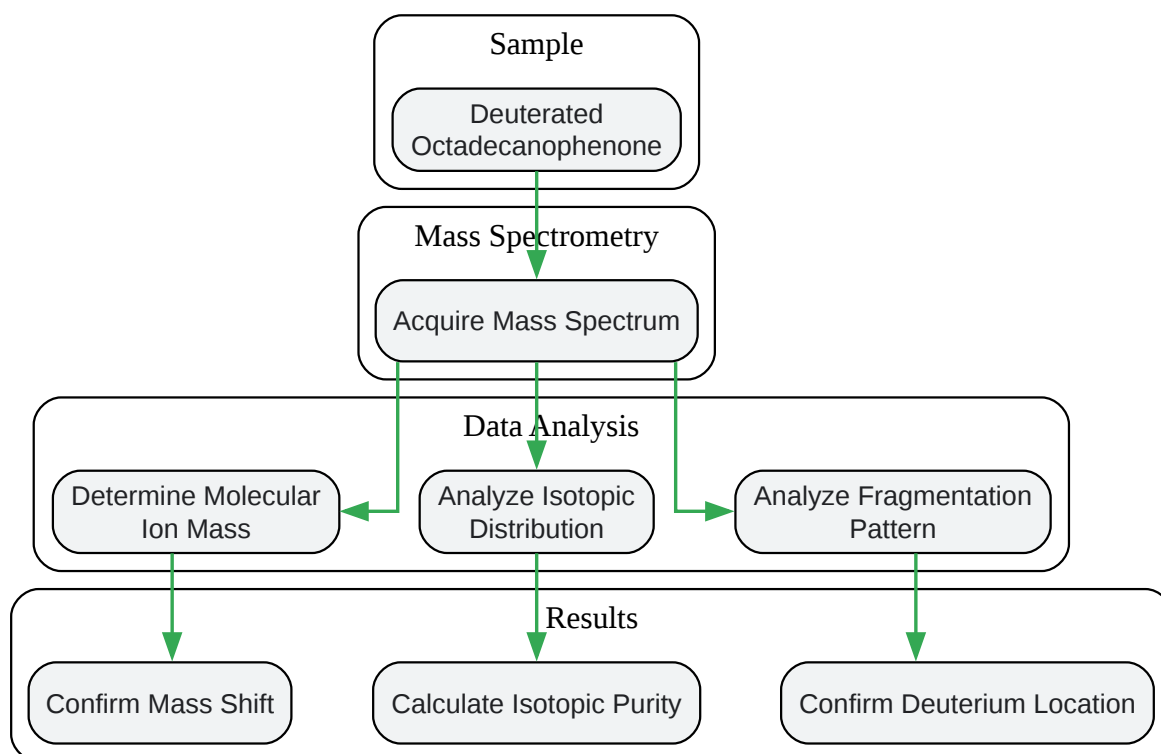 Sample
Deuterated
Octadecanophenone
Mass Spectrometry
Acquire Mass Spectrum
Data Analysis
Determine Molecular
Ion Mass
Analyze Isotopic
Distribution
Analyze Fragmentation
Pattern
Results
Confirm Mass Shift
Calculate Isotopic Purity
Confirm Deuterium Location